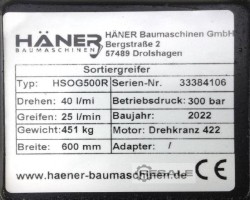 HÄNER
BAUMASCHINEN
HÄNER Baumaschinen GmbH
Bergstraße 2
57489 Drolshagen
Sortiergreifer
Typ: HSOG500R Serien-Nr. 33384106
Drehen: 40 l/mi Betriebsdruck: 300 bar
Greifen: 25 l/min Baujahr: 2022
Gewicht: 451 kg Motor: Drehkranz 422
Breite: 600 mm Adapter: /
www.haener-baumaschinen.de
CE